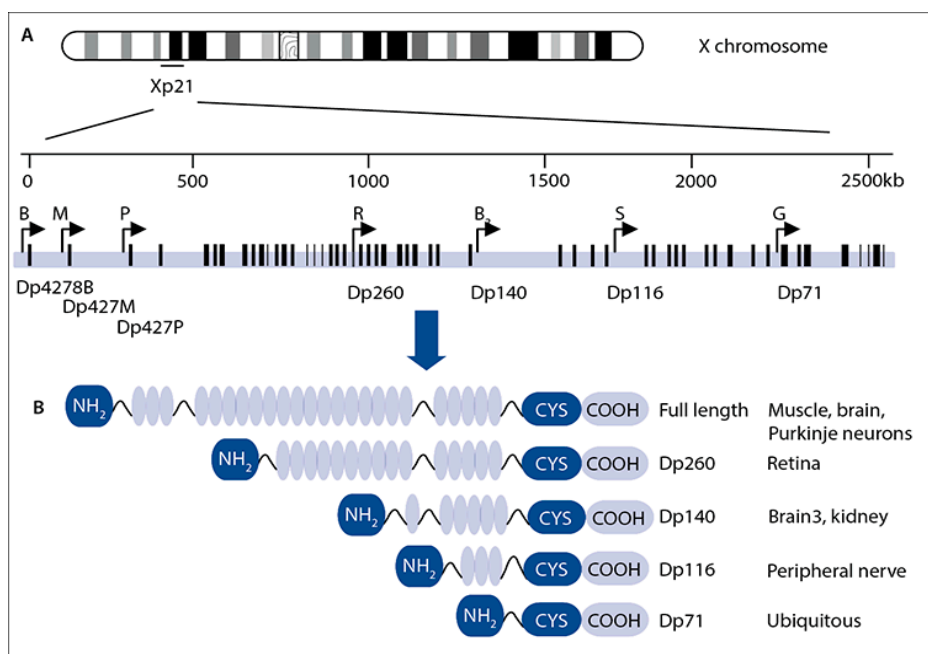 A
X chromosome
Xp21
0 500 1000 1500 2000 2500kb
B M P R B₃ S G
Dp4278B Dp260 Dp140 Dp116 Dp71
Dp427M
Dp427P
B NH₂ CYS COOH Full length Muscle, brain,
Purkinje neurons
NH₂ CYS COOH Dp260 Retina
NH₂ CYS COOH Dp140 Brain3, kidney
NH₂ CYS COOH Dp116 Peripheral nerve
NH₂ CYS COOH Dp71 Ubiquitous